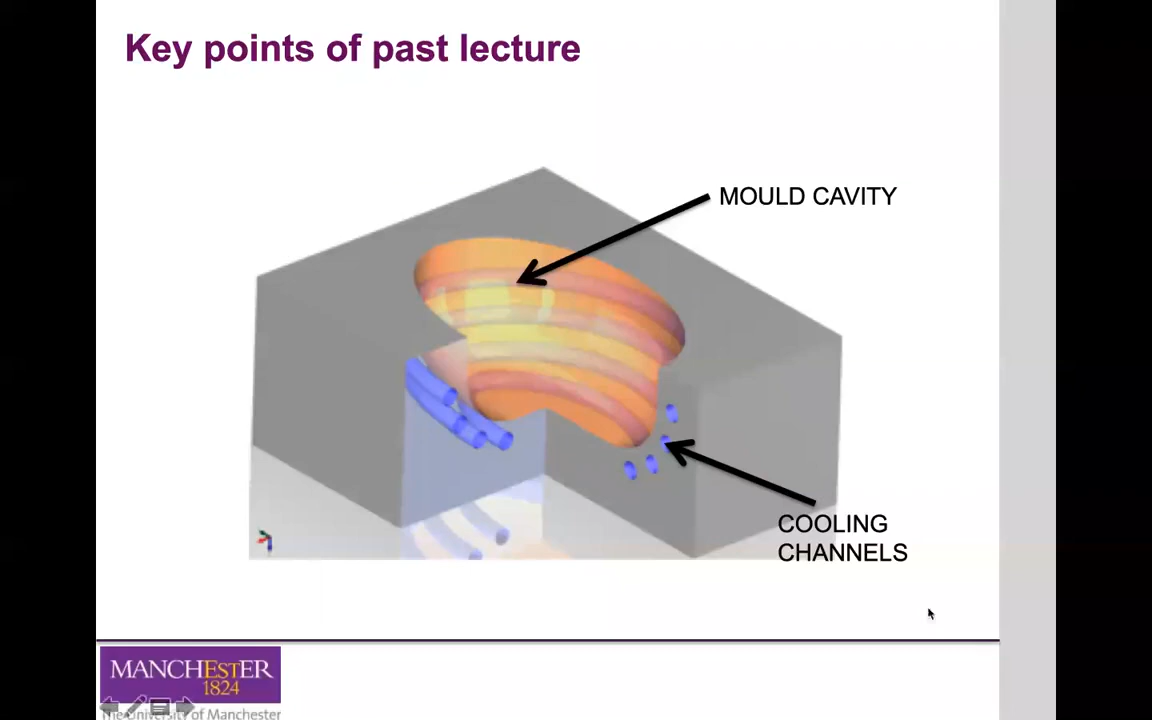 Key points of past lecture
MOULD CAVITY
COOLING
CHANNELS
MANCHESTER
1824
The University of Manchester